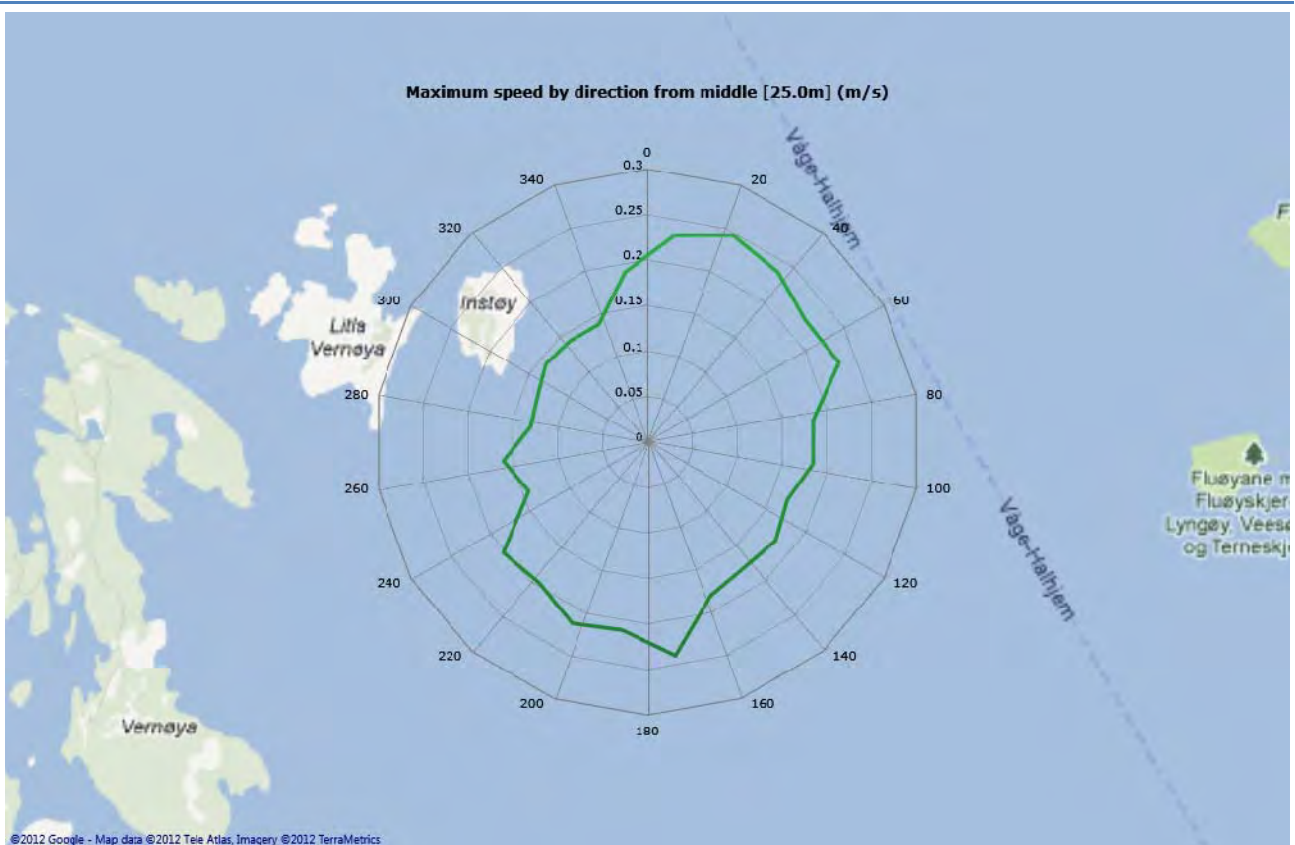 Maximum speed by direction from middle [25.0m] (m/s)
0
20
40
60
80
100
120
140
160
180
200
220
240
260
280
300
320
340
0.3
0.25
0.2
0.15
0.1
0.05
0
Våge-Halhjem
Våge-Halhjem
Instøy
Litla
Vernøya
Vernøya
F
Fluøyane m
Fluøyskjer
Lyngøy, Veesø
og Terneskje
©2012 Google - Map data ©2012 Tele Atlas, Imagery ©2012 TerraMetrics